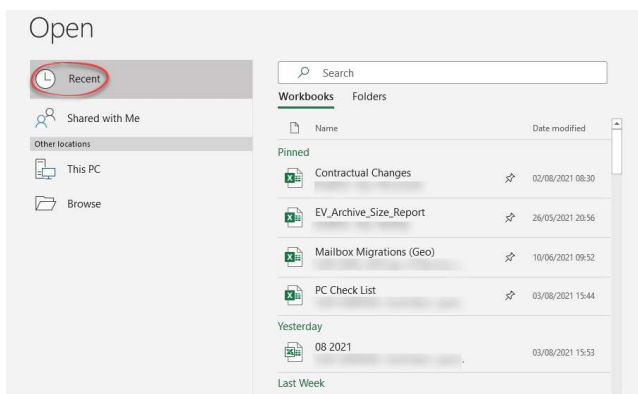 Open
Recent
Shared with Me
Other locations
This PC
Browse
Search
Workbooks Folders
Name Date modified
Pinned
Contractual Changes 02/08/2021 08:30
EV_Archive_Size_Report 26/05/2021 20:56
Mailbox Migrations (Geo) 10/06/2021 09:52
PC Check List 03/08/2021 15:44
Yesterday
08 2021 03/08/2021 15:53
Last Week